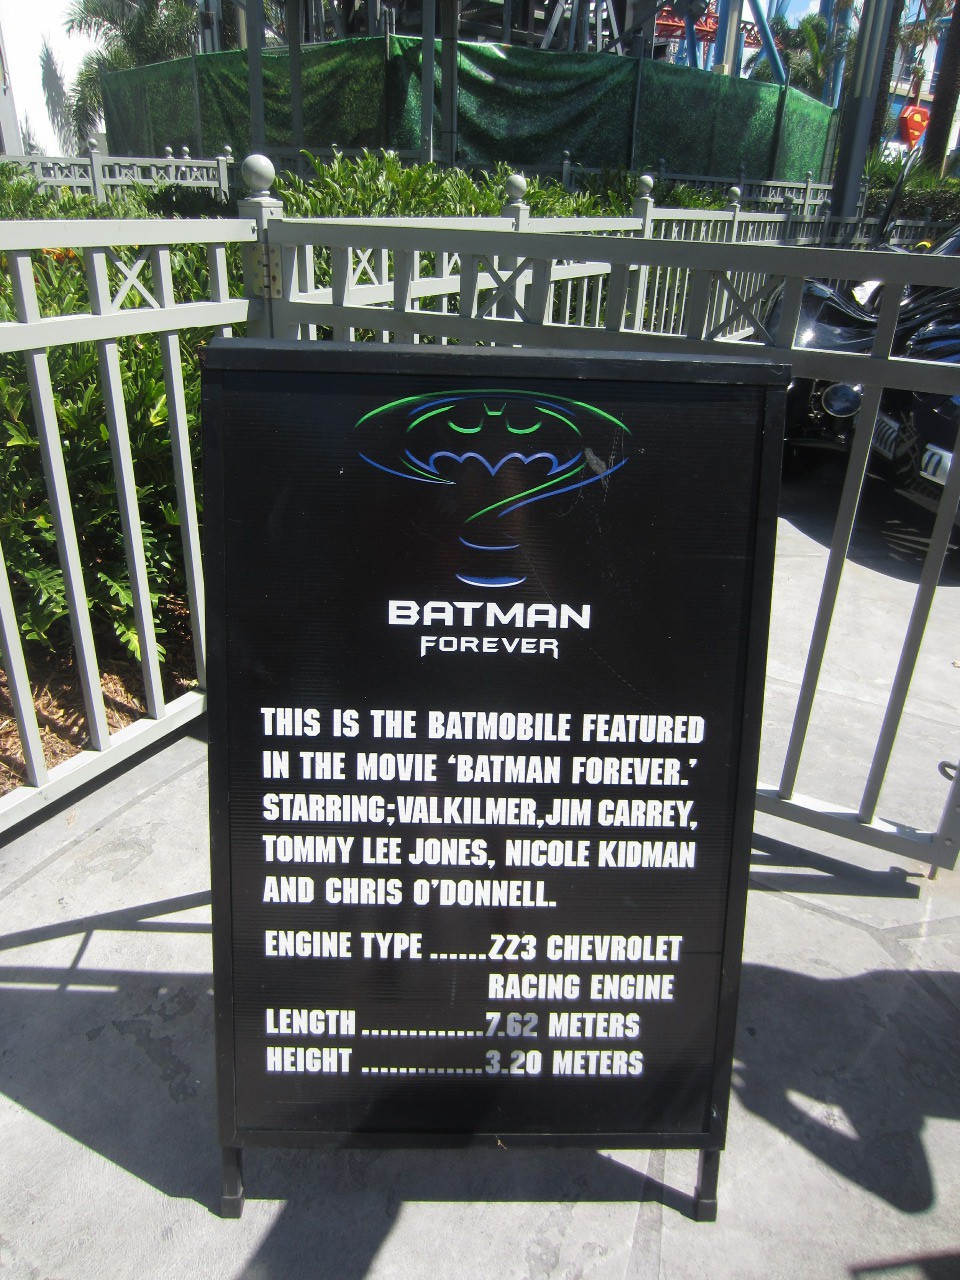 BATMAN
FOREVER
THIS IS THE BATMOBILE FEATURED
IN THE MOVIE ‘BATMAN FOREVER.’
STARRING;VALKILMER,JIM CARREY,
TOMMY LEE JONES, NICOLE KIDMAN
AND CHRIS O’DONNELL.
ENGINE TYPE ......ZZ3 CHEVROLET
RACING ENGINE
LENGTH .............7.62 METERS
HEIGHT .............3.20 METERS